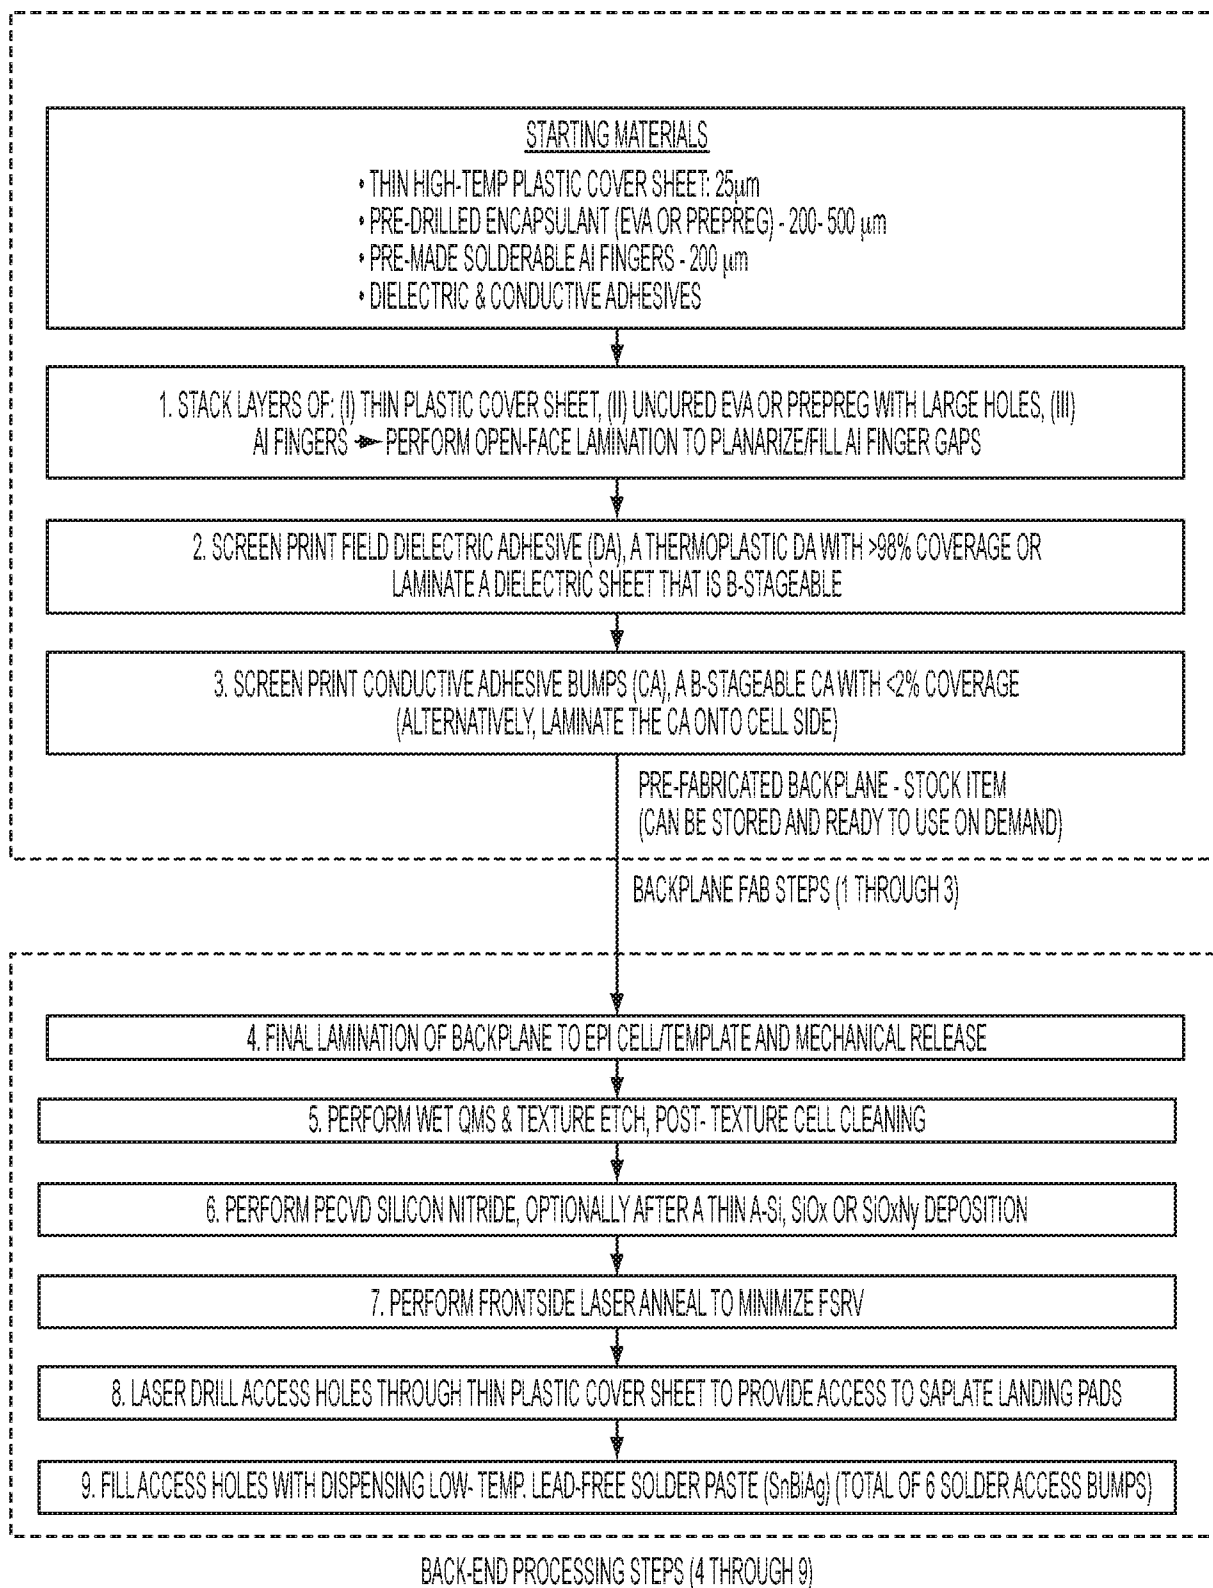 STARTING MATERIALS
• THIN HIGH-TEMP PLASTIC COVER SHEET: 25μm
• PRE-DRILLED ENCAPSULANT (EVA OR PREPREG) - 200- 500 μm
• PRE-MADE SOLDERABLE Al FINGERS - 200 μm
• DIELECTRIC & CONDUCTIVE ADHESIVES
1. STACK LAYERS OF: (I) THIN PLASTIC COVER SHEET, (II) UNCURED EVA OR PREPREG WITH LARGE HOLES, (III)
Al FINGERS → PERFORM OPEN-FACE LAMINATION TO PLANARIZE/FILL Al FINGER GAPS
2. SCREEN PRINT FIELD DIELECTRIC ADHESIVE (DA), A THERMOPLASTIC DA WITH >98% COVERAGE OR
LAMINATE A DIELECTRIC SHEET THAT IS B-STAGEABLE
3. SCREEN PRINT CONDUCTIVE ADHESIVE BUMPS (CA), A B-STAGEABLE CA WITH <2% COVERAGE
(ALTERNATIVELY, LAMINATE THE CA ONTO CELL SIDE)
PRE-FABRICATED BACKPLANE - STOCK ITEM
(CAN BE STORED AND READY TO USE ON DEMAND)
BACKPLANE FAB STEPS (1 THROUGH 3)
4. FINAL LAMINATION OF BACKPLANE TO EPI CELL/TEMPLATE AND MECHANICAL RELEASE
5. PERFORM WET QMS & TEXTURE ETCH, POST- TEXTURE CELL CLEANING
6. PERFORM PECVD SILICON NITRIDE, OPTIONALLY AFTER A THIN A-Si, SiOx OR SiOxNy DEPOSITION
7. PERFORM FRONTSIDE LASER ANNEAL TO MINIMIZE FSRV
8. LASER DRILL ACCESS HOLES THROUGH THIN PLASTIC COVER SHEET TO PROVIDE ACCESS TO SAPLATE LANDING PADS
9. FILL ACCESS HOLES WITH DISPENSING LOW- TEMP. LEAD-FREE SOLDER PASTE (SnBiAg) (TOTAL OF 6 SOLDER ACCESS BUMPS)
BACK-END PROCESSING STEPS (4 THROUGH 9)